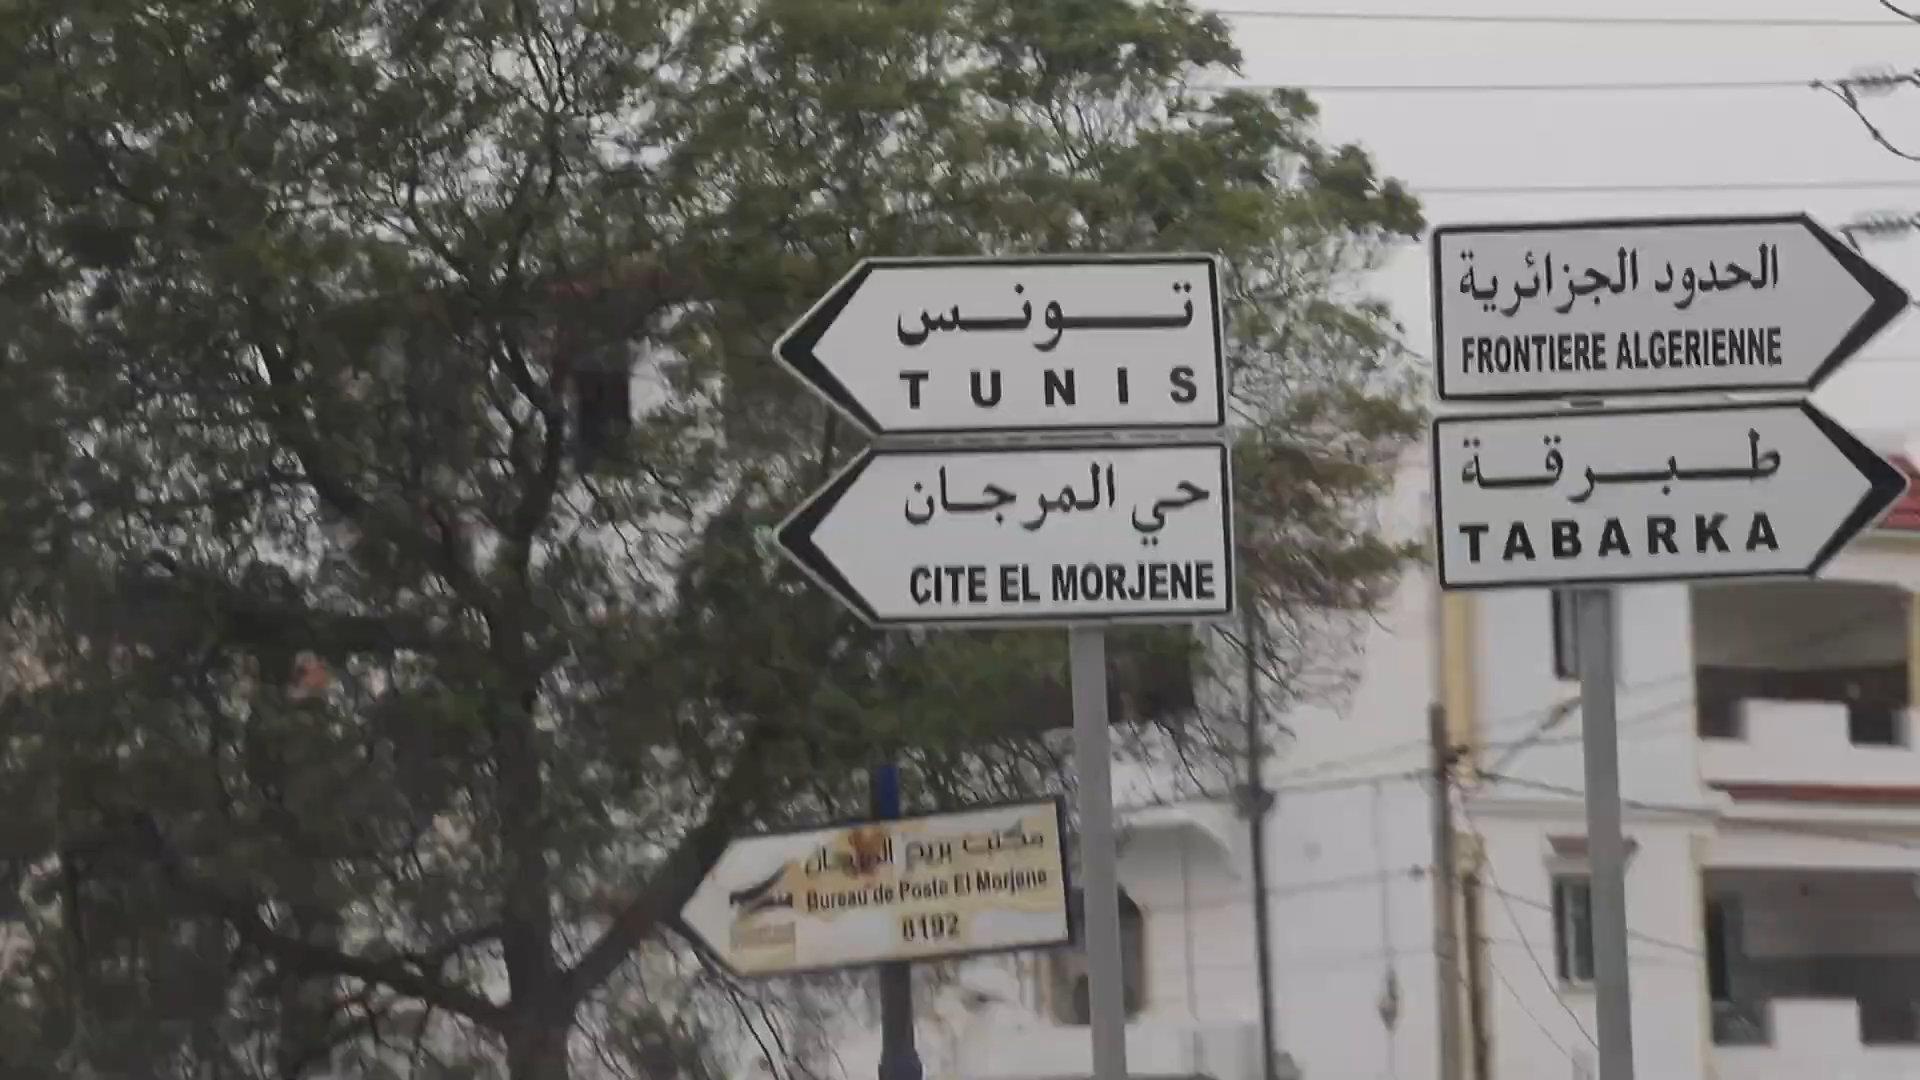 تونس
TUNIS
حي المرجان
CITE EL MORJENE
الحدود الجزائرية
FRONTIERE ALGERIENNE
طبرقة
TABARKA
مكتب بريد المرجان
Bureau de Poste El Morjene
8192